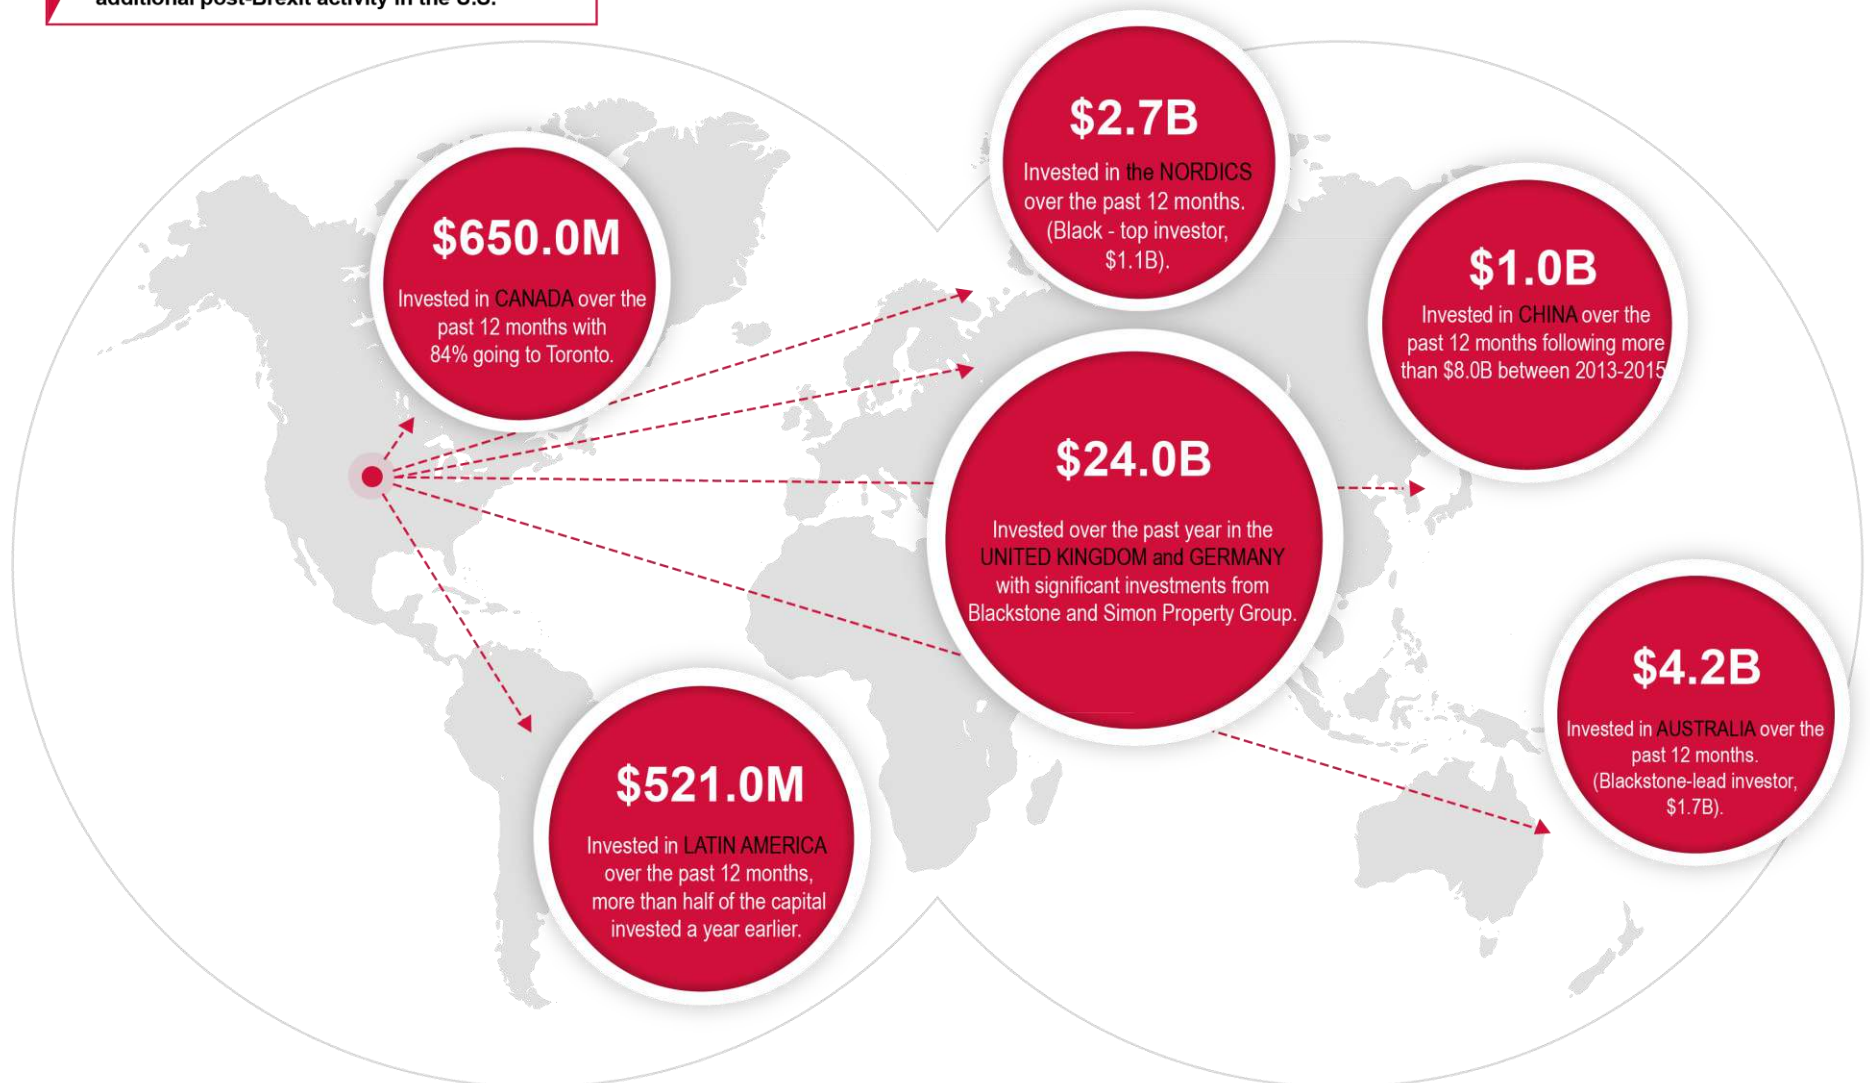 additional post-Brexit activity in the U.S.
$650.0M
Invested in CANADA over the
past 12 months with
84% going to Toronto.
$2.7B
Invested in the NORDICS
over the past 12 months.
(Black - top investor,
$1.1B).
$1.0B
Invested in CHINA over the
past 12 months following more
than $8.0B between 2013-2015
$24.0B
Invested over the past year in the
UNITED KINGDOM and GERMANY
with significant investments from
Blackstone and Simon Property Group.
$4.2B
Invested in AUSTRALIA over the
past 12 months.
(Blackstone-lead investor,
$1.7B).
$521.0M
Invested in LATIN AMERICA
over the past 12 months,
more than half of the capital
invested a year earlier.